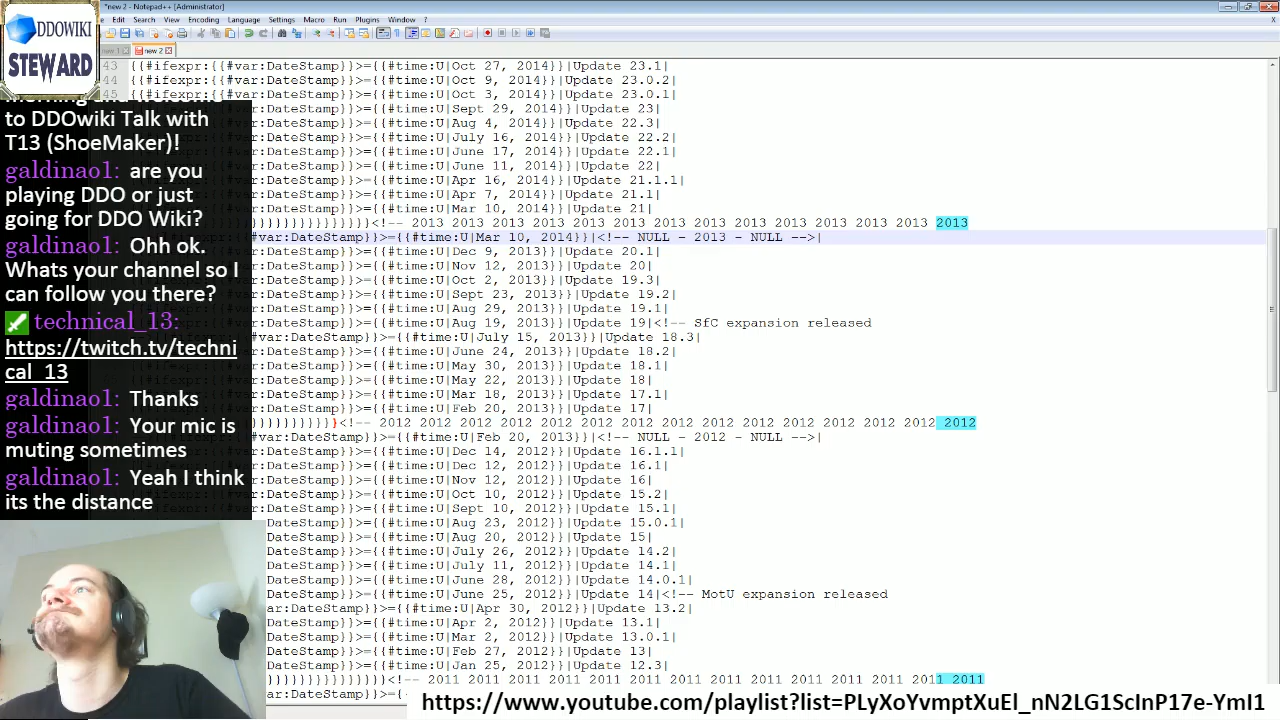 *new 2 - Notepad++ [Administrator]
Edit Search View Encoding Language Settings Macro Run Plugins Window ?
new 1 new 2
DDOWIKI
STEWARD
43 {{#ifexpr:{{#var:DateStamp}}>={{#time:U|Oct 27, 2014}}|Update 23.1|
44 {{#ifexpr:{{#var:DateStamp}}>={{#time:U|Oct 9, 2014}}|Update 23.0.2|
45 {{#ifexpr:{{#var:DateStamp}}>={{#time:U|Oct 3, 2014}}|Update 23.0.1|
DateStamp}}>={{#time:U|Sept 29, 2014}}|Update 23|
DateStamp}}>={{#time:U|Aug 4, 2014}}|Update 22.3|
DateStamp}}>={{#time:U|July 16, 2014}}|Update 22.2|
DateStamp}}>={{#time:U|June 17, 2014}}|Update 22.1|
DateStamp}}>={{#time:U|June 11, 2014}}|Update 22|
DateStamp}}>={{#time:U|Apr 16, 2014}}|Update 21.1.1|
DateStamp}}>={{#time:U|Apr 7, 2014}}|Update 21.1|
DateStamp}}>={{#time:U|Mar 10, 2014}}|Update 21|
}}}}}}}}}}}}}}<!-- 2013 2013 2013 2013 2013 2013 2013 2013 2013 2013 2013 2013 2013 2013
#var:DateStamp}}>={{#time:U|Mar 10, 2014}}|<!-- NULL - 2013 - NULL -->|
DateStamp}}>={{#time:U|Dec 9, 2013}}|Update 20.1|
DateStamp}}>={{#time:U|Nov 12, 2013}}|Update 20|
DateStamp}}>={{#time:U|Oct 2, 2013}}|Update 19.3|
DateStamp}}>={{#time:U|Sept 23, 2013}}|Update 19.2|
DateStamp}}>={{#time:U|Aug 29, 2013}}|Update 19.1|
DateStamp}}>={{#time:U|Aug 19, 2013}}|Update 19|<!-- SfC expansion released
#var:DateStamp}}>={{#time:U|July 15, 2013}}|Update 18.3|
DateStamp}}>={{#time:U|June 24, 2013}}|Update 18.2|
DateStamp}}>={{#time:U|May 30, 2013}}|Update 18.1|
DateStamp}}>={{#time:U|May 22, 2013}}|Update 18|
DateStamp}}>={{#time:U|Mar 18, 2013}}|Update 17.1|
DateStamp}}>={{#time:U|Feb 20, 2013}}|Update 17|
}}}}}}}}}}<!-- 2012 2012 2012 2012 2012 2012 2012 2012 2012 2012 2012 2012 2012 2012 2012
#var:DateStamp}}>={{#time:U|Feb 20, 2013}}|<!-- NULL - 2012 - NULL -->|
DateStamp}}>={{#time:U|Dec 14, 2012}}|Update 16.1.1|
DateStamp}}>={{#time:U|Dec 12, 2012}}|Update 16.1|
DateStamp}}>={{#time:U|Nov 12, 2012}}|Update 16|
DateStamp}}>={{#time:U|Oct 10, 2012}}|Update 15.2|
DateStamp}}>={{#time:U|Sept 10, 2012}}|Update 15.1|
DateStamp}}>={{#time:U|Aug 23, 2012}}|Update 15.0.1|
DateStamp}}>={{#time:U|Aug 20, 2012}}|Update 15|
DateStamp}}>={{#time:U|July 26, 2012}}|Update 14.2|
DateStamp}}>={{#time:U|July 11, 2012}}|Update 14.1|
DateStamp}}>={{#time:U|June 28, 2012}}|Update 14.0.1|
DateStamp}}>={{#time:U|June 25, 2012}}|Update 14|<!-- MotU expansion released
var:DateStamp}}>={{#time:U|Apr 30, 2012}}|Update 13.2|
DateStamp}}>={{#time:U|Apr 2, 2012}}|Update 13.1|
DateStamp}}>={{#time:U|Mar 2, 2012}}|Update 13.0.1|
DateStamp}}>={{#time:U|Feb 27, 2012}}|Update 13|
DateStamp}}>={{#time:U|Jan 25, 2012}}|Update 12.3|
}}}}}}}}}}}}}}<!-- 2011 2011 2011 2011 2011 2011 2011 2011 2011 2011 2011 2011 2011 2011
var:DateStamp}}>=
to DDOwiki Talk with
T13 (ShoeMaker)!
galdinao1: are you
playing DDO or just
going for DDO Wiki?
galdinao1: Ohh ok.
Whats your channel so I
can follow you there?
technical_13:
https://twitch.tv/techni
cal_13
galdinao1: Thanks
galdinao1: Your mic is
muting sometimes
galdinao1: Yeah I think
its the distance
https://www.youtube.com/playlist?list=PLyXoYvmptXuEl_nN2LG1ScInP17e-YmI1